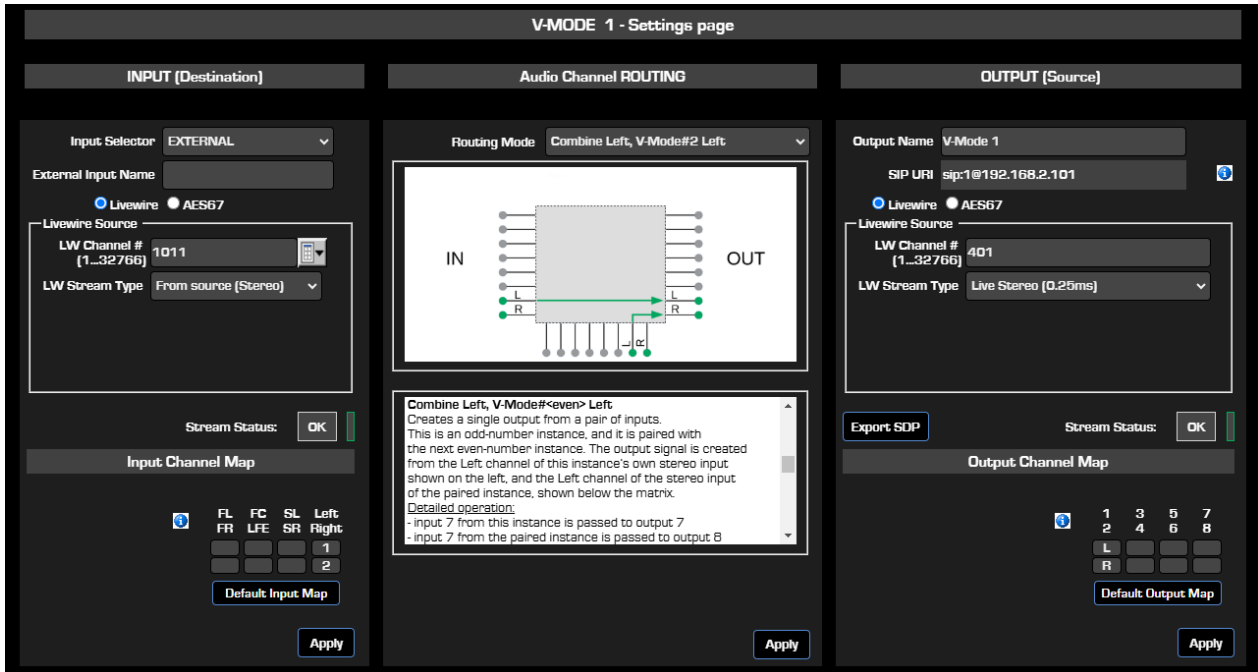 V-MODE 1 - Settings page
INPUT (Destination)
Input Selector EXTERNAL
External Input Name
Livewire AES67
Livewire Source
LW Channel #
(1...32766)
1011
LW Stream Type From source (Stereo)
Stream Status: OK
Input Channel Map
FL FC SL Left
FR LFE SR Right
1
2
Default Input Map
Apply
Audio Channel ROUTING
Routing Mode Combine Left, V-Mode#2 Left
IN OUT
L L
R R
L R
Combine Left, V-Mode#<even> Left
Creates a single output from a pair of inputs.
This is an odd-number instance, and it is paired with
the next even-number instance. The output signal is created
from the Left channel of this instance's own stereo input
shown on the left, and the Left channel of the stereo input
of the paired instance, shown below the matrix.
Detailed operation:
- input 7 from this instance is passed to output 7
- input 7 from the paired instance is passed to output 8
Apply
OUTPUT (Source)
Output Name V-Mode 1
SIP URI sip:1@192.168.2.101
Livewire AES67
Livewire Source
LW Channel #
(1...32766)
401
LW Stream Type Live Stereo (0.25ms)
Export SDP Stream Status: OK
Output Channel Map
1 3 5 7
2 4 6 8
L
R
Default Output Map
Apply